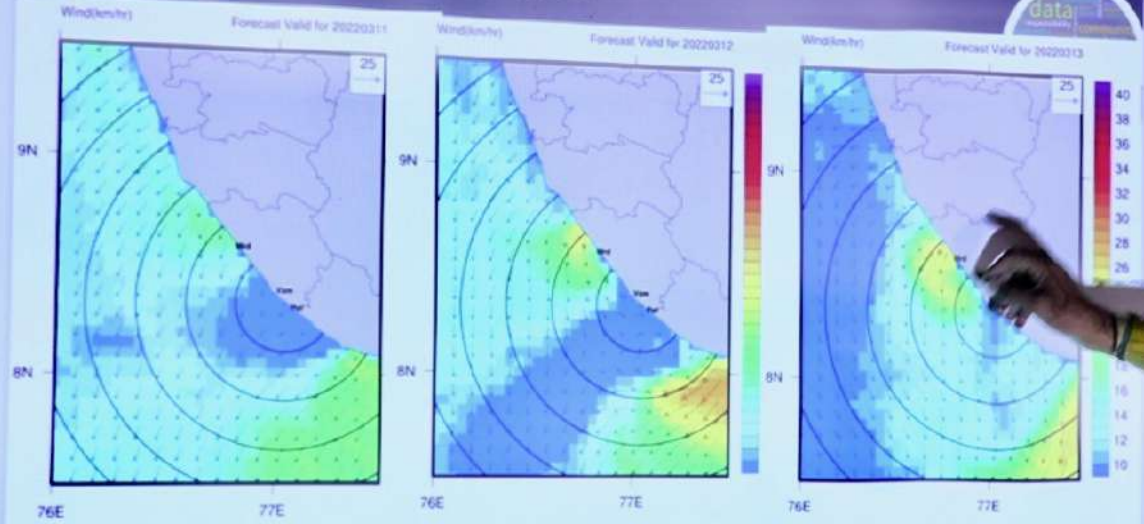 data
Wind(km/hr)
Forecast Valid for 20220311
25
9N
8N
76E
77E
Wind(km/hr)
Forecast Valid for 20220312
25
9N
8N
76E
77E
Wind(km/hr)
Forecast Valid for 20220313
25
9N
8N
76E
77E
40
38
36
34
32
30
28
26
16
14
12
10